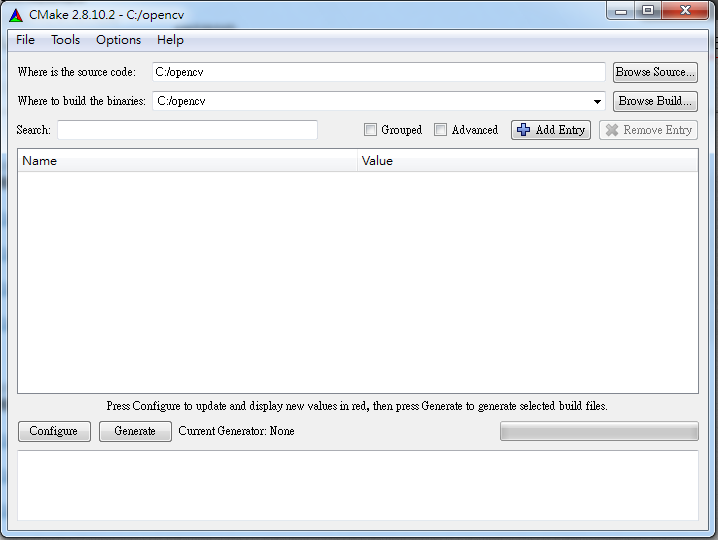 CMake 2.8.10.2 - C:/opencv
File Tools Options Help
Where is the source code: C:/opencv Browse Source...
Where to build the binaries: C:/opencv Browse Build...
Search: Grouped Advanced Add Entry Remove Entry
Name Value
Press Configure to update and display new values in red, then press Generate to generate selected build files.
Configure Generate Current Generator: None